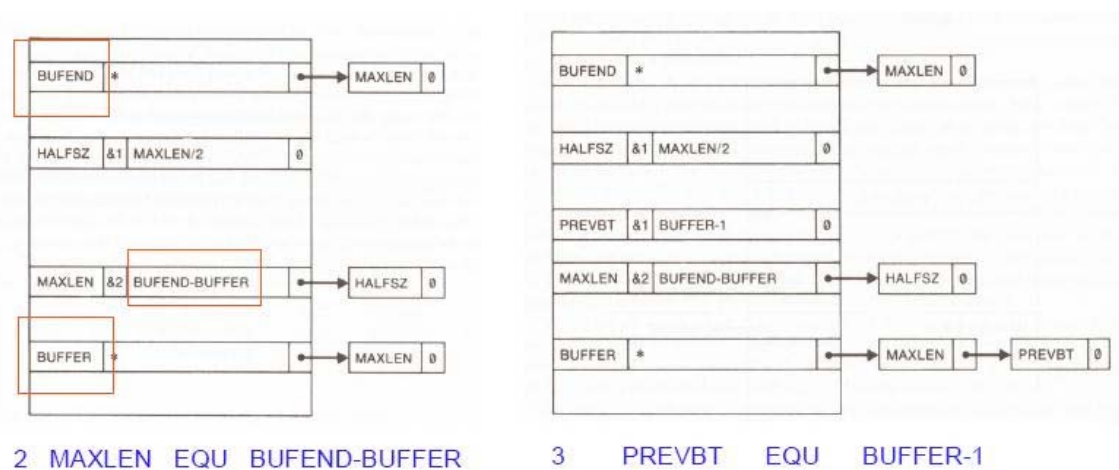 BUFEND * MAXLEN 0
HALFSZ &1 MAXLEN/2 0
MAXLEN &2 BUFEND-BUFFER HALFSZ 0
BUFFER * MAXLEN 0
2 MAXLEN EQU BUFEND-BUFFER
BUFEND * MAXLEN 0
HALFSZ &1 MAXLEN/2 0
PREVBT &1 BUFFER-1 0
MAXLEN &2 BUFEND-BUFFER HALFSZ 0
BUFFER * MAXLEN PREVBT 0
3 PREVBT EQU BUFFER-1